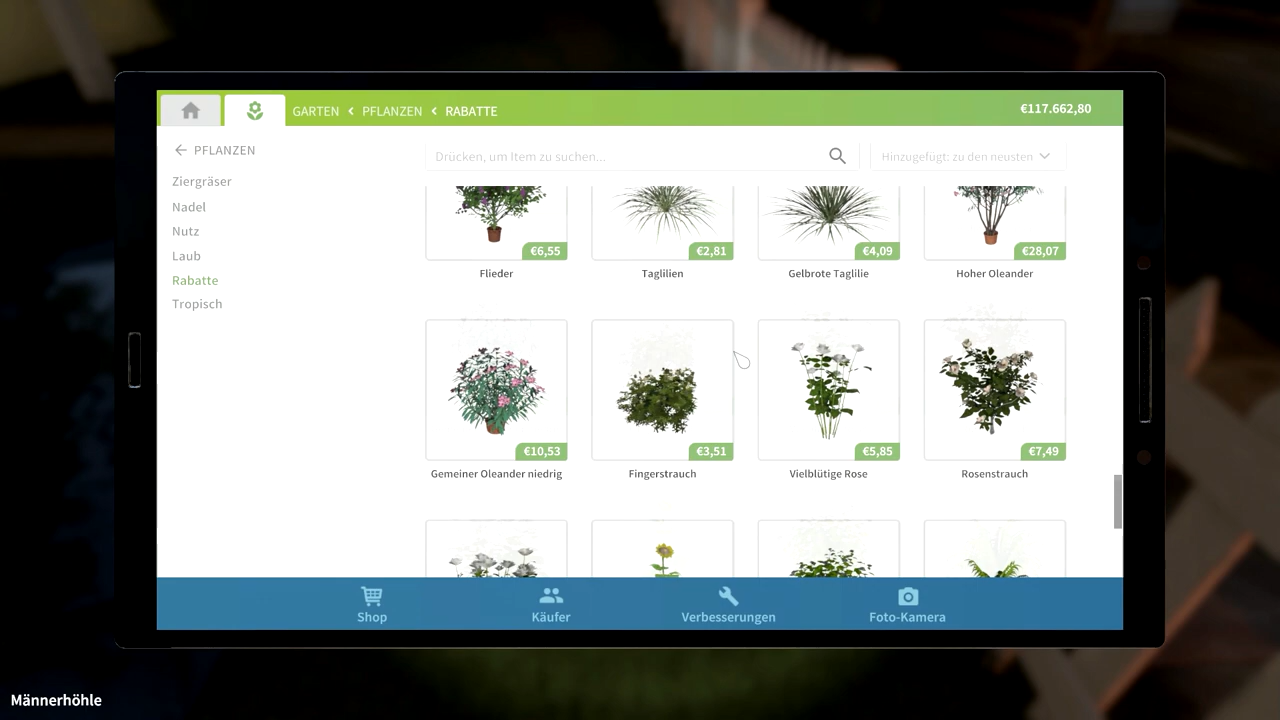 GARTEN < PFLANZEN < RABATTE
€117.662,80
PFLANZEN
Drücken, um Item zu suchen...
Hinzugefügt: zu den neusten
Ziergräser
Nadel
Nutz
Laub
Rabatte
Tropisch
€6,55
€2,81
€4,09
€28,07
Flieder
Taglilien
Gelbrote Taglilie
Hoher Oleander
€10,53
€3,51
€5,85
€7,49
Gemeiner Oleander niedrig
Fingerstrauch
Vielblütige Rose
Rosenstrauch
Shop
Käufer
Verbesserungen
Foto-Kamera
Männerhöhle